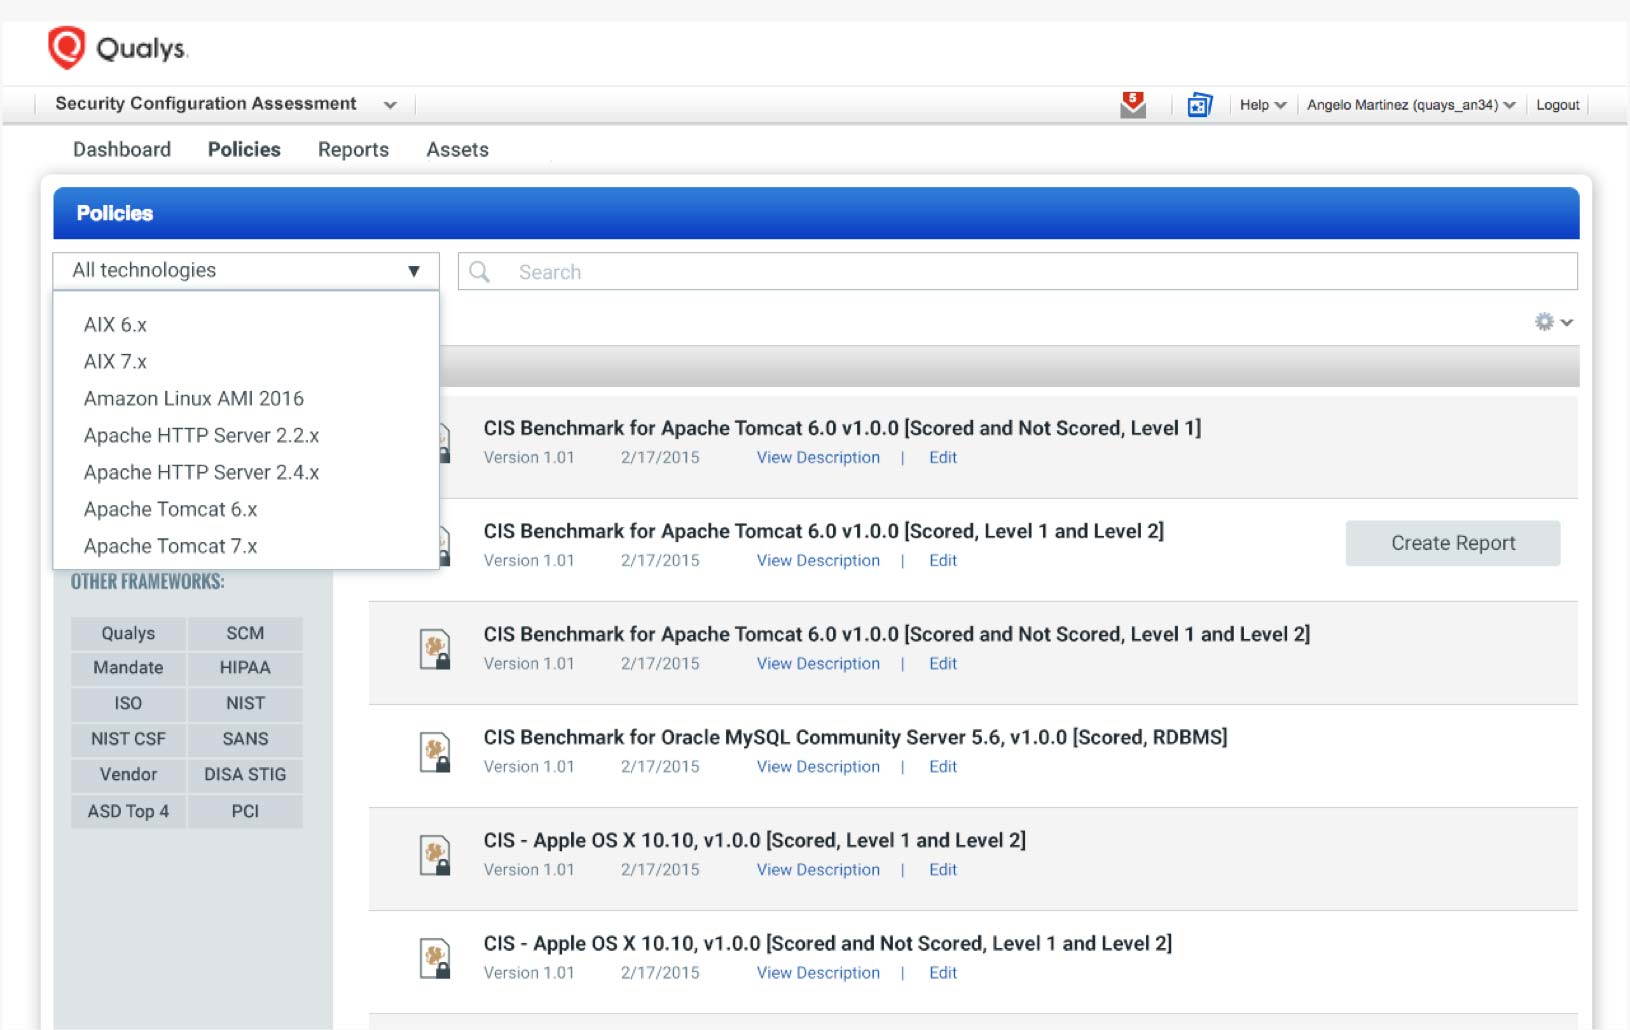 Qualys.
Security Configuration Assessment
5
Help
Angelo Martinez (quays_an34)
Logout
Dashboard
Policies
Reports
Assets
Policies
All technologies
Search
AIX 6.x
AIX 7.x
Amazon Linux AMI 2016
Apache HTTP Server 2.2.x
Apache HTTP Server 2.4.x
Apache Tomcat 6.x
Apache Tomcat 7.x
OTHER FRAMEWORKS:
Qualys SCM
Mandate HIPAA
ISO NIST
NIST CSF SANS
Vendor DISA STIG
ASD Top 4 PCI
CIS Benchmark for Apache Tomcat 6.0 v1.0.0 [Scored and Not Scored, Level 1]
Version 1.01 2/17/2015 View Description | Edit
CIS Benchmark for Apache Tomcat 6.0 v1.0.0 [Scored, Level 1 and Level 2]
Version 1.01 2/17/2015 View Description | Edit
Create Report
CIS Benchmark for Apache Tomcat 6.0 v1.0.0 [Scored and Not Scored, Level 1 and Level 2]
Version 1.01 2/17/2015 View Description | Edit
CIS Benchmark for Oracle MySQL Community Server 5.6, v1.0.0 [Scored, RDBMS]
Version 1.01 2/17/2015 View Description | Edit
CIS - Apple OS X 10.10, v1.0.0 [Scored, Level 1 and Level 2]
Version 1.01 2/17/2015 View Description | Edit
CIS - Apple OS X 10.10, v1.0.0 [Scored and Not Scored, Level 1 and Level 2]
Version 1.01 2/17/2015 View Description | Edit